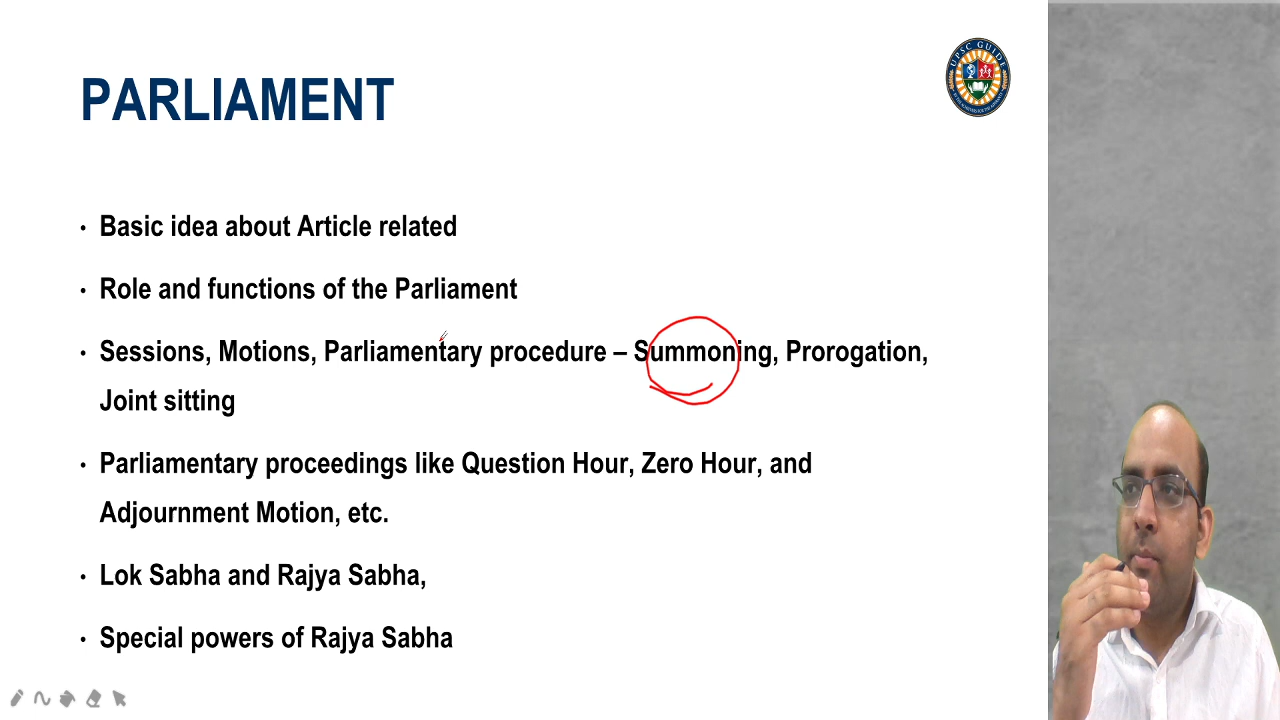 PARLIAMENT
UPSC GUIDE
• Basic idea about Article related
• Role and functions of the Parliament
• Sessions, Motions, Parliamentary procedure – Summoning, Prorogation,
Joint sitting
• Parliamentary proceedings like Question Hour, Zero Hour, and
Adjournment Motion, etc.
• Lok Sabha and Rajya Sabha,
• Special powers of Rajya Sabha